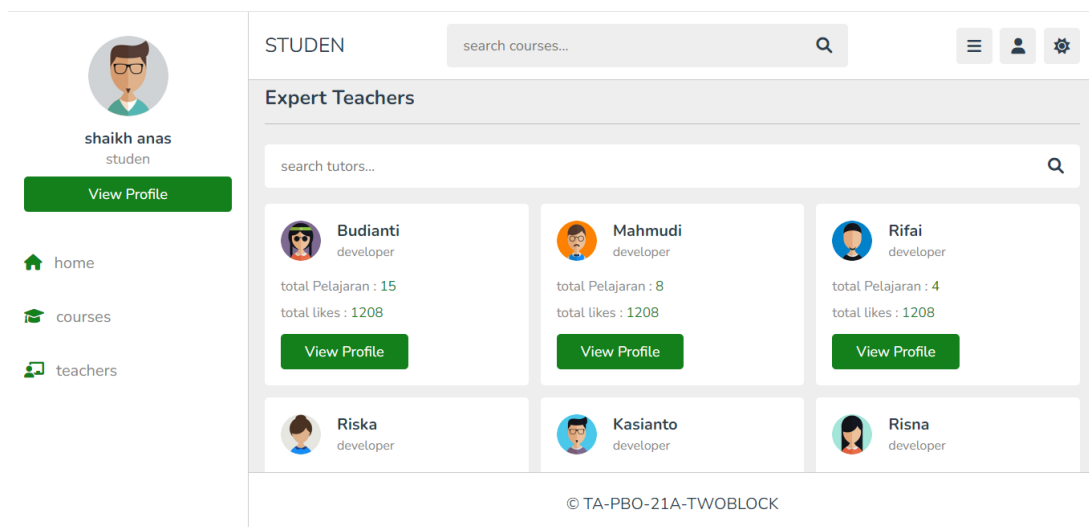 shaikh anas
studen
View Profile
home
courses
teachers
STUDEN
search courses...
Expert Teachers
search tutors...
Budianti
developer
total Pelajaran : 15
total likes : 1208
View Profile
Mahmudi
developer
total Pelajaran : 8
total likes : 1208
View Profile
Rifai
developer
total Pelajaran : 4
total likes : 1208
View Profile
Riska
developer
Kasianto
developer
Risna
developer
© TA-PBO-21A-TWOBLOCK